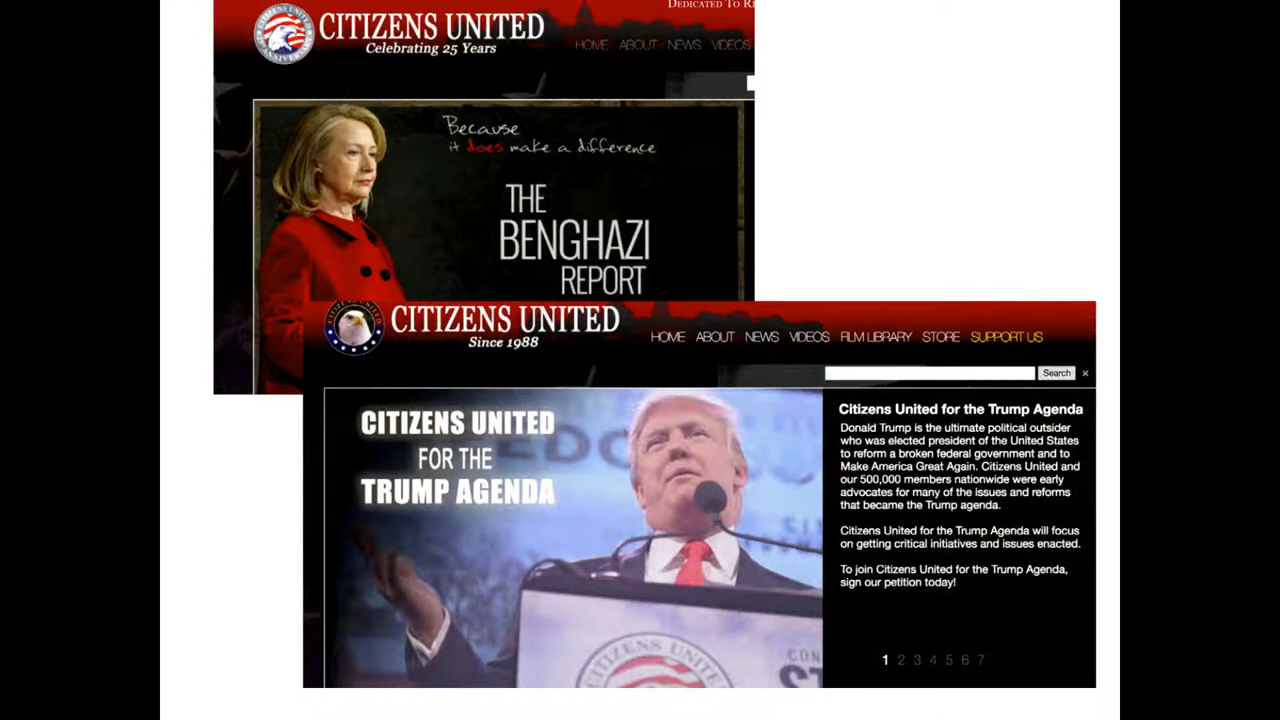 DEDICATED TO
CITIZENS UNITED
Celebrating 25 Years
HOME ABOUT NEWS VIDEOS
Because
it does make a difference
THE
BENGHAZI
REPORT
CITIZENS UNITED
Since 1988
HOME ABOUT NEWS VIDEOS FILM LIBRARY STORE SUPPORT US
Search ×
CITIZENS UNITED
FOR THE
TRUMP AGENDA
Citizens United for the Trump Agenda
Donald Trump is the ultimate political outsider
who was elected president of the United States
to reform a broken federal government and to
Make America Great Again. Citizens United and
our 500,000 members nationwide were early
advocates for many of the issues and reforms
that became the Trump agenda.
Citizens United for the Trump Agenda will focus
on getting critical initiatives and issues enacted.
To join Citizens United for the Trump Agenda,
sign our petition today!
CITIZENS UNITED
1 2 3 4 5 6 7